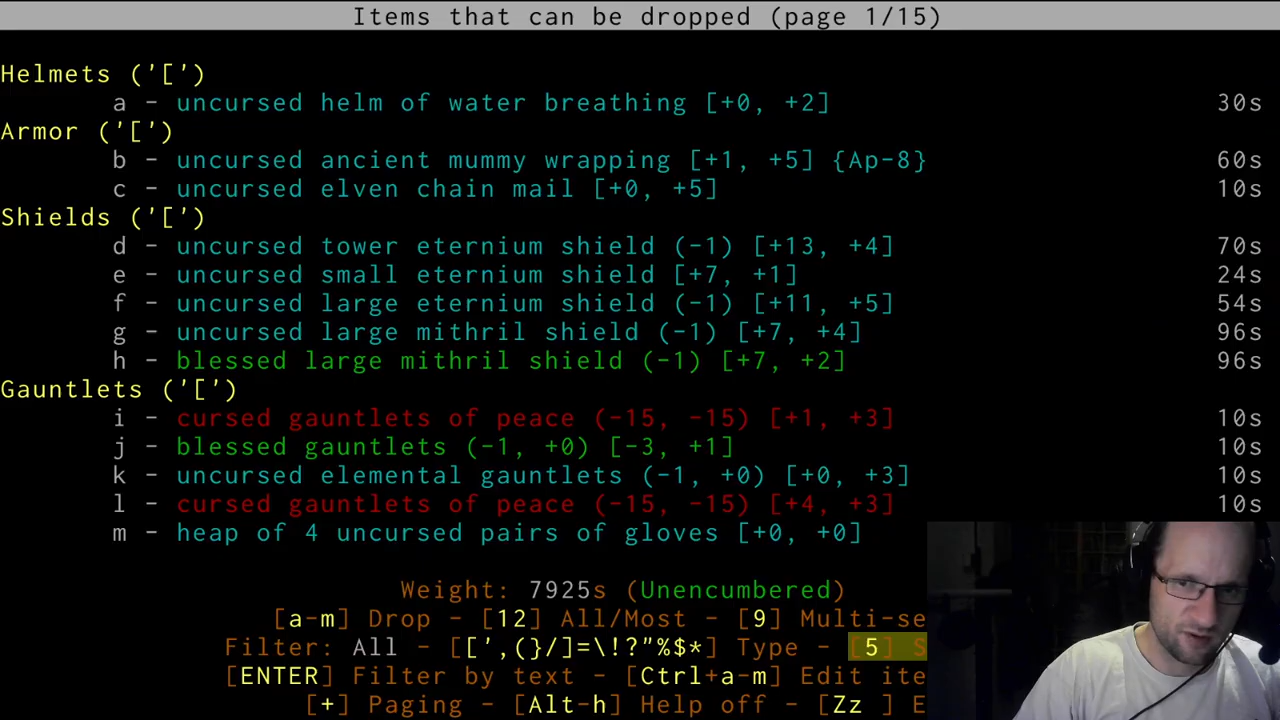 Items that can be dropped (page 1/15)
Helmets ('[')
a - uncursed helm of water breathing [+0, +2] 30s
Armor ('[')
b - uncursed ancient mummy wrapping [+1, +5] {Ap-8} 60s
c - uncursed elven chain mail [+0, +5] 10s
Shields ('[')
d - uncursed tower eternium shield (-1) [+13, +4] 70s
e - uncursed small eternium shield [+7, +1] 24s
f - uncursed large eternium shield (-1) [+11, +5] 54s
g - uncursed large mithril shield (-1) [+7, +4] 96s
h - blessed large mithril shield (-1) [+7, +2] 96s
Gauntlets ('[')
i - cursed gauntlets of peace (-15, -15) [+1, +3] 10s
j - blessed gauntlets (-1, +0) [-3, +1] 10s
k - uncursed elemental gauntlets (-1, +0) [+0, +3] 10s
l - cursed gauntlets of peace (-15, -15) [+4, +3] 10s
m - heap of 4 uncursed pairs of gloves [+0, +0]
Weight: 7925s (Unencumbered)
[a-m] Drop - [12] All/Most - [9] Multi-se
Filter: All - [[',(}/]=\!?"%$*] Type - [5] S
[ENTER] Filter by text - [Ctrl+a-m] Edit ite
[+] Paging - [Alt-h] Help off - [Zz ] E